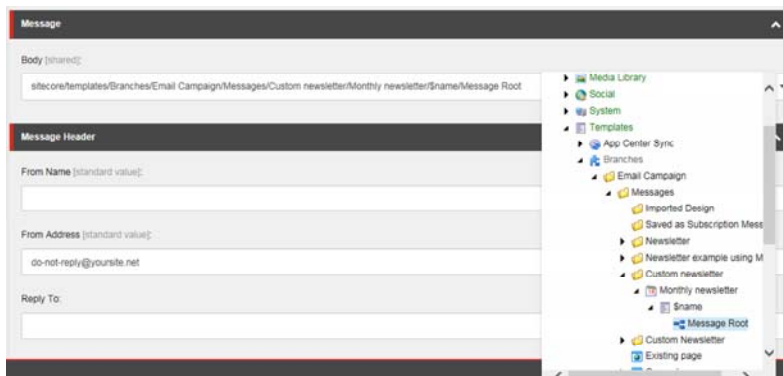 Message
Body [shared]:
sitecore/templates/Branches/Email Campaign/Messages/Custom newsletter/Monthly newsletter/$name/Message Root
Message Header
From Name [standard value]:
From Address [standard value]:
do-not-reply@yoursite.net
Reply To:
Media Library
Social
System
Templates
App Center Sync
Branches
Email Campaign
Messages
Imported Design
Saved as Subscription Mess
Newsletter
Newsletter example using M
Custom newsletter
Monthly newsletter
$name
Message Root
Custom Newsletter
Existing page